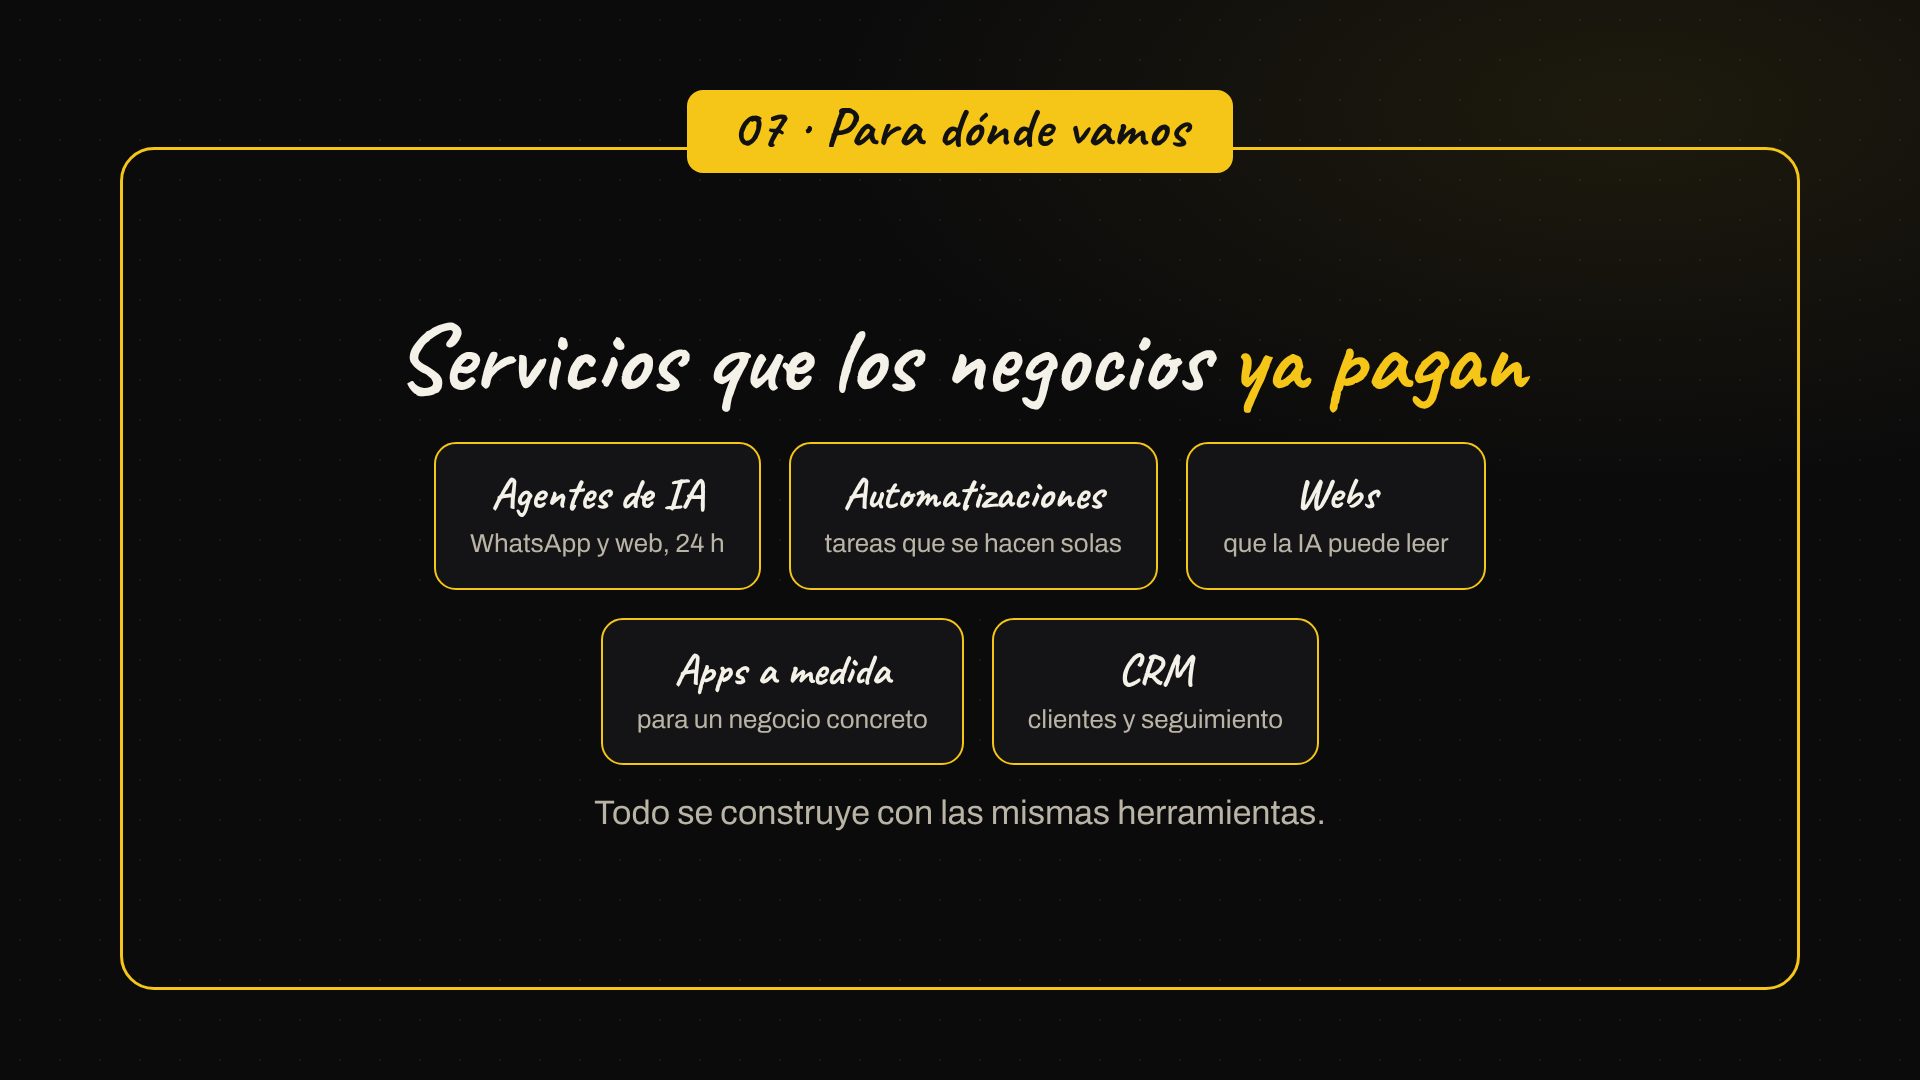 07 · Para dónde vamos
Servicios que los negocios ya pagan
Agentes de IA
WhatsApp y web, 24 h
Automatizaciones
tareas que se hacen solas
Webs
que la IA puede leer
Apps a medida
para un negocio concreto
CRM
clientes y seguimiento
Todo se construye con las mismas herramientas.